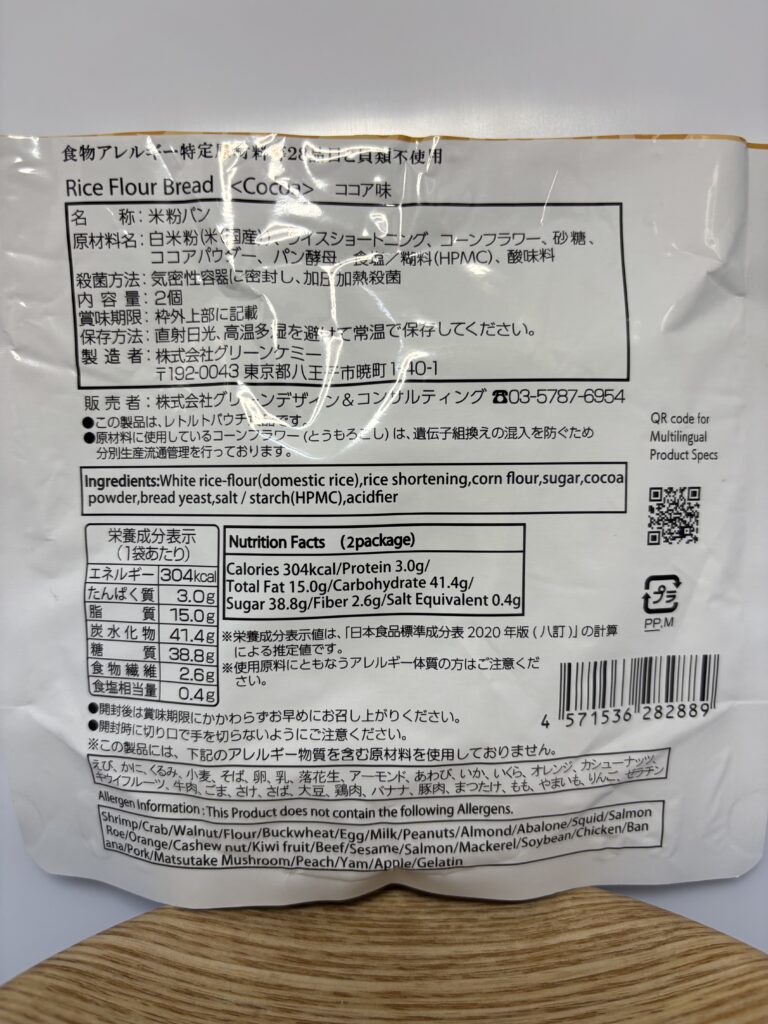 食物アレルギー特定原材料等28品目と貝類不使用
Rice Flour Bread <Cocoa> ココア味
名 称：米粉パン
原材料名：白米粉(米(国産))、ライスショートニング、コーンフラワー、砂糖、
ココアパウダー、パン酵母、食塩／糊料(HPMC)、酸味料
殺菌方法：気密性容器に密封し、加圧加熱殺菌
内 容 量：2個
賞味期限：枠外上部に記載
保存方法：直射日光、高温多湿を避けて常温で保存してください。
製 造 者：株式会社グリーンケミー
〒192-0043 東京都八王子市暁町1-40-1
販 売 者：株式会社グリーンデザイン＆コンサルティング ☎03-5787-6954
●この製品は、レトルトパウチ食品です。
●原材料に使用しているコーンフラワー(とうもろこし)は、遺伝子組換えの混入を防ぐため
分別生産流通管理を行っております。
QR code for
Multilingual
Product Specs
Ingredients:White rice-flour(domestic rice),rice shortening,corn flour,sugar,cocoa
powder,bread yeast,salt / starch(HPMC),acidfier
栄養成分表示
(1袋あたり)
エネルギー 304kcal
たんぱく質 3.0g
脂 質 15.0g
炭水化物 41.4g
糖 質 38.8g
食物繊維 2.6g
食塩相当量 0.4g
Nutrition Facts (2package)
Calories 304kcal/Protein 3.0g/
Total Fat 15.0g/Carbohydrate 41.4g/
Sugar 38.8g/Fiber 2.6g/Salt Equivalent 0.4g
※栄養成分表示値は、「日本食品標準成分表2020年版(八訂)」の計算
による推定値です。
※使用原料にともなうアレルギー体質の方はご注意くだ
さい。
プラ
PP,M
4 571536 282889
●開封後は賞味期限にかかわらずお早めにお召し上がりください。
●開封時に切り口で手を切らないようにご注意ください。
※この製品には、下記のアレルギー物質を含む原材料を使用しておりません。
えび、かに、くるみ、小麦、そば、卵、乳、落花生、アーモンド、あわび、いか、いくら、オレンジ、カシューナッツ、
キウイフルーツ、牛肉、ごま、さけ、さば、大豆、鶏肉、バナナ、豚肉、まつたけ、もも、やまいも、りんご、ゼラチン
Allergen Information : This Product does not contain the following Allergens.
Shrimp/Crab/Walnut/Flour/Buckwheat/Egg/Milk/Peanuts/Almond/Abalone/Squid/Salmon
Roe/Orange/Cashew nut/Kiwi fruit/Beef/Sesame/Salmon/Mackerel/Soybean/Chicken/Ban
ana/Pork/Matsutake Mushroom/Peach/Yam/Apple/Gelatin